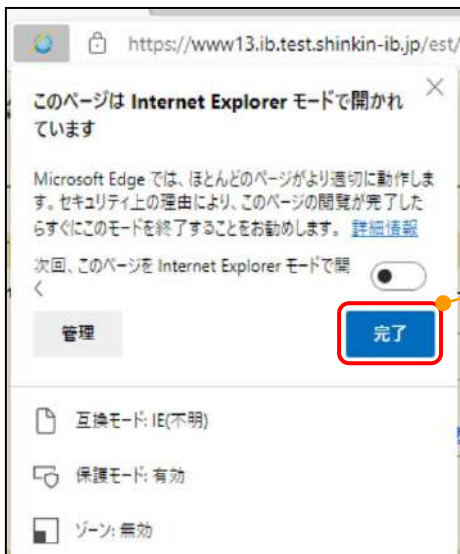 https://www13.ib.test.shinkin-ib.jp/est/
このページは Internet Explorer モードで開かれ
ています
Microsoft Edge では、ほとんどのページがより適切に動作しま
す。セキュリティ上の理由により、このページの閲覧が完了した
らすぐにこのモードを終了することをお勧めします。 詳細情報
次回、このページを Internet Explorer モードで開
く
管理
完了
互換モード: IE(不明)
保護モード: 有効
ゾーン: 無効